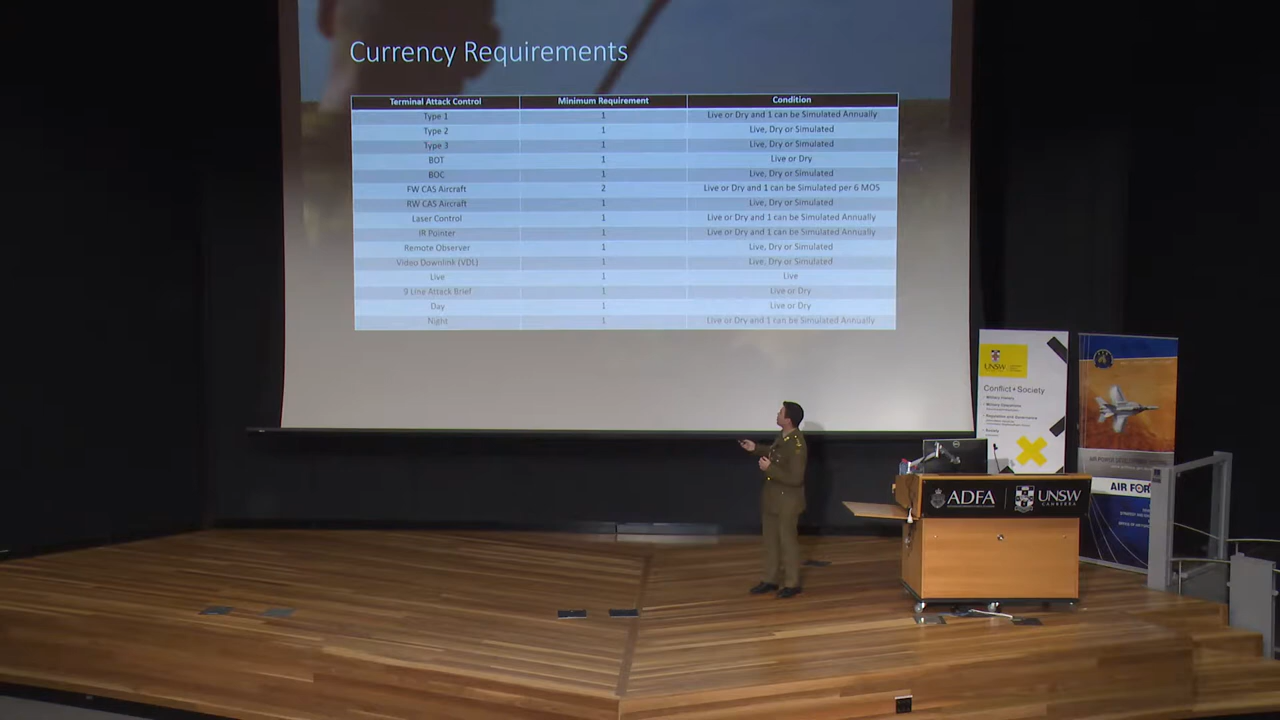 Currency Requirements
Terminal Attack Control Minimum Requirement Condition
Type 1 1 Live or Dry and 1 can be Simulated Annually
Type 2 1 Live, Dry or Simulated
Type 3 1 Live, Dry or Simulated
BOT 1 Live or Dry
BOC 1 Live, Dry or Simulated
FW CAS Aircraft 2 Live or Dry and 1 can be Simulated per 6 MOS
RW CAS Aircraft 1 Live, Dry or Simulated
Laser Control 1 Live or Dry and 1 can be Simulated Annually
IR Pointer 1 Live or Dry and 1 can be Simulated Annually
Remote Observer 1 Live, Dry or Simulated
Video Downlink (VDL) 1 Live, Dry or Simulated
Live 1 Live
9 Line Attack Brief 1 Live or Dry
Day 1 Live or Dry
Night 1 Live or Dry and 1 can be Simulated Annually
UNSW
Conflict + Society
AIR FOR
ADFA
UNSW
CANBERRA